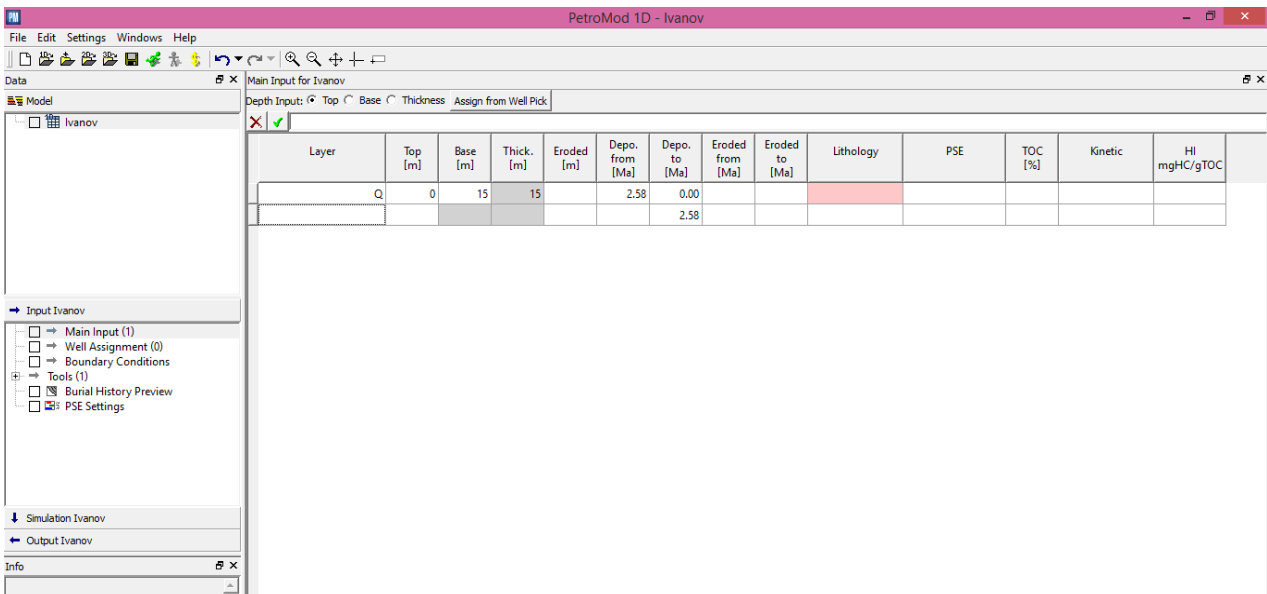 PM PetroMod 1D - Ivanov
File Edit Settings Windows Help
Data
Main Input for Ivanov
Model
Depth Input: Top Base Thickness Assign from Well Pick
Ivanov
Layer Top [m] Base [m] Thick. [m] Eroded [m] Depo. from [Ma] Depo. to [Ma] Eroded from [Ma] Eroded to [Ma] Lithology PSE TOC [%] Kinetic HI mgHC/gTOC
Q 0 15 15 2.58 0.00
2.58
Input Ivanov
Main Input (1)
Well Assignment (0)
Boundary Conditions
Tools (1)
Burial History Preview
PSE Settings
Simulation Ivanov
Output Ivanov
Info